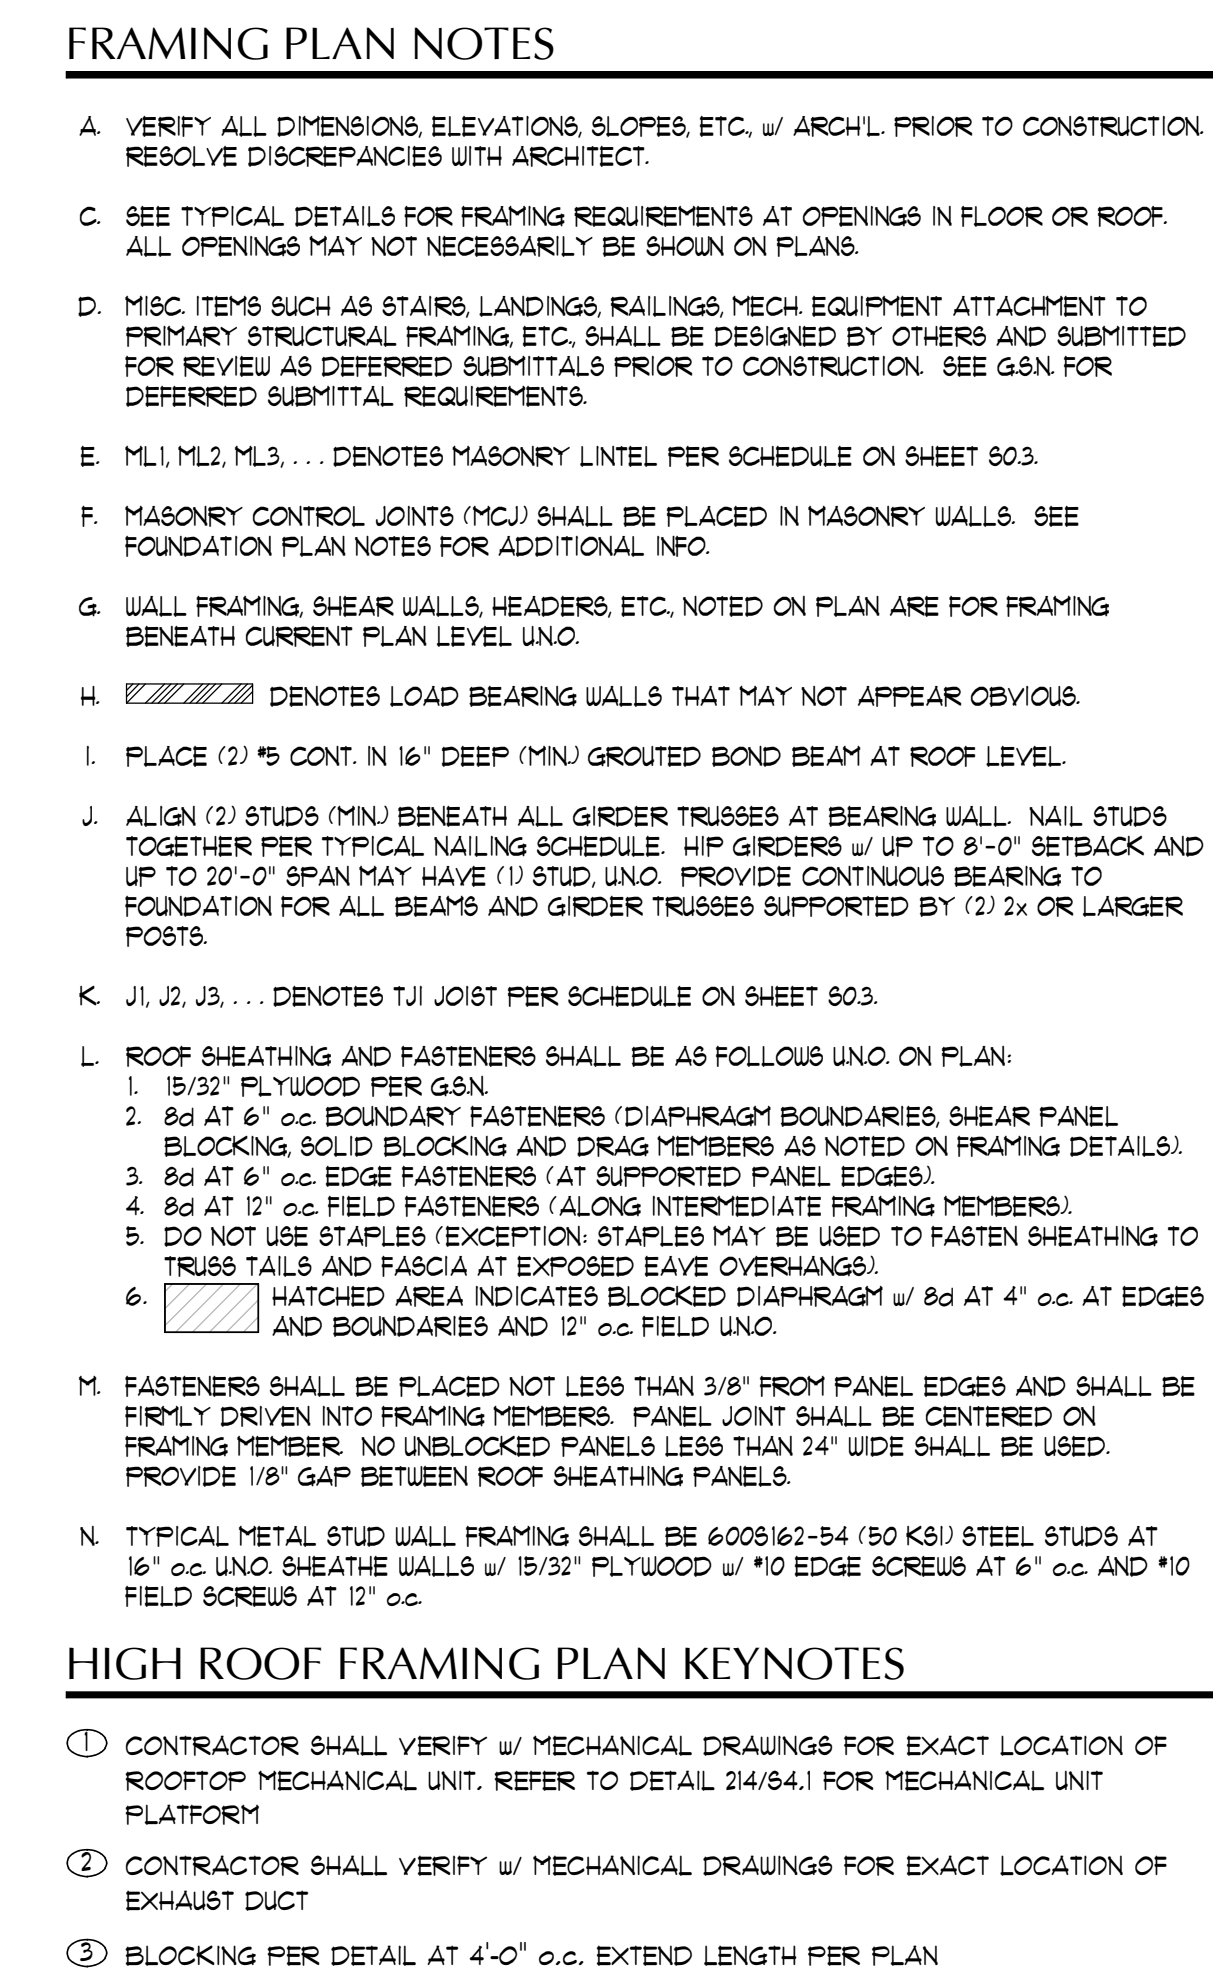 FRAMING PLAN NOTES
A. VERIFY ALL DIMENSIONS, ELEVATIONS, SLOPES, ETC., w/ ARCH'L. PRIOR TO CONSTRUCTION.
RESOLVE DISCREPANCIES WITH ARCHITECT.
C. SEE TYPICAL DETAILS FOR FRAMING REQUIREMENTS AT OPENINGS IN FLOOR OR ROOF.
ALL OPENINGS MAY NOT NECESSARILY BE SHOWN ON PLANS.
D. MISC. ITEMS SUCH AS STAIRS, LANDINGS, RAILINGS, MECH. EQUIPMENT ATTACHMENT TO
PRIMARY STRUCTURAL FRAMING, ETC., SHALL BE DESIGNED BY OTHERS AND SUBMITTED
FOR REVIEW AS DEFERRED SUBMITTALS PRIOR TO CONSTRUCTION. SEE G.S.N. FOR
DEFERRED SUBMITTAL REQUIREMENTS.
E. ML1, ML2, ML3, . . . DENOTES MASONRY LINTEL PER SCHEDULE ON SHEET S0.3.
F. MASONRY CONTROL JOINTS (MCJ) SHALL BE PLACED IN MASONRY WALLS. SEE
FOUNDATION PLAN NOTES FOR ADDITIONAL INFO.
G. WALL FRAMING, SHEAR WALLS, HEADERS, ETC., NOTED ON PLAN ARE FOR FRAMING
BENEATH CURRENT PLAN LEVEL U.N.O.
H. DENOTES LOAD BEARING WALLS THAT MAY NOT APPEAR OBVIOUS.
I. PLACE (2) #5 CONT. IN 16" DEEP (MIN.) GROUTED BOND BEAM AT ROOF LEVEL.
J. ALIGN (2) STUDS (MIN.) BENEATH ALL GIRDER TRUSSES AT BEARING WALL. NAIL STUDS
TOGETHER PER TYPICAL NAILING SCHEDULE. HIP GIRDERS w/ UP TO 8'-0" SETBACK AND
UP TO 20'-0" SPAN MAY HAVE (1) STUD, U.N.O. PROVIDE CONTINUOUS BEARING TO
FOUNDATION FOR ALL BEAMS AND GIRDER TRUSSES SUPPORTED BY (2) 2x OR LARGER
POSTS.
K. J1, J2, J3, . . . DENOTES TJI JOIST PER SCHEDULE ON SHEET S0.3.
L. ROOF SHEATHING AND FASTENERS SHALL BE AS FOLLOWS U.N.O. ON PLAN:
1. 15/32" PLYWOOD PER G.S.N.
2. 8d AT 6" o.c. BOUNDARY FASTENERS (DIAPHRAGM BOUNDARIES, SHEAR PANEL
BLOCKING, SOLID BLOCKING AND DRAG MEMBERS AS NOTED ON FRAMING DETAILS).
3. 8d AT 6" o.c. EDGE FASTENERS (AT SUPPORTED PANEL EDGES).
4. 8d AT 12" o.c. FIELD FASTENERS (ALONG INTERMEDIATE FRAMING MEMBERS).
5. DO NOT USE STAPLES (EXCEPTION: STAPLES MAY BE USED TO FASTEN SHEATHING TO
TRUSS TAILS AND FASCIA AT EXPOSED EAVE OVERHANGS).
6. HATCHED AREA INDICATES BLOCKED DIAPHRAGM w/ 8d AT 4" o.c. AT EDGES
AND BOUNDARIES AND 12" o.c. FIELD U.N.O.
M. FASTENERS SHALL BE PLACED NOT LESS THAN 3/8" FROM PANEL EDGES AND SHALL BE
FIRMLY DRIVEN INTO FRAMING MEMBERS. PANEL JOINT SHALL BE CENTERED ON
FRAMING MEMBER. NO UNBLOCKED PANELS LESS THAN 24" WIDE SHALL BE USED.
PROVIDE 1/8" GAP BETWEEN ROOF SHEATHING PANELS.
N. TYPICAL METAL STUD WALL FRAMING SHALL BE 600S162-54 (50 KSI) STEEL STUDS AT
16" o.c. U.N.O. SHEATHE WALLS w/ 15/32" PLYWOOD w/ #10 EDGE SCREWS AT 6" o.c. AND #10
FIELD SCREWS AT 12" o.c.
HIGH ROOF FRAMING PLAN KEYNOTES
1 CONTRACTOR SHALL VERIFY w/ MECHANICAL DRAWINGS FOR EXACT LOCATION OF
ROOFTOP MECHANICAL UNIT. REFER TO DETAIL 214/S4.1 FOR MECHANICAL UNIT
PLATFORM
2 CONTRACTOR SHALL VERIFY w/ MECHANICAL DRAWINGS FOR EXACT LOCATION OF
EXHAUST DUCT
3 BLOCKING PER DETAIL AT 4'-0" o.c. EXTEND LENGTH PER PLAN